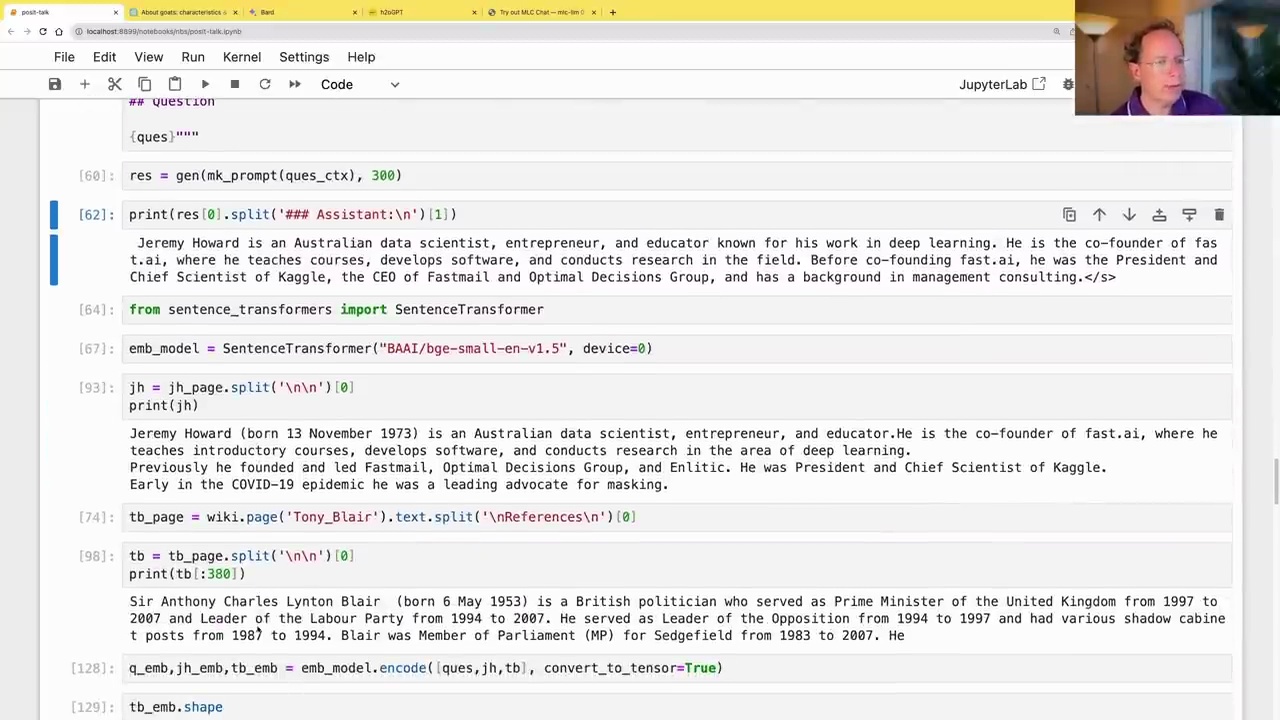 posit-talk
About goats: characteristics a
Bard
h2oGPT
Try out MLC Chat — mlc-llm 0
localhost:8899/notebooks/nbs/posit-talk.ipynb
File Edit View Run Kernel Settings Help
Code
JupyterLab
## Question
{ques}"""
[60]: res = gen(mk_prompt(ques_ctx), 300)
[62]: print(res[0].split('### Assistant:\n')[1])
Jeremy Howard is an Australian data scientist, entrepreneur, and educator known for his work in deep learning. He is the co-founder of fas
t.ai, where he teaches courses, develops software, and conducts research in the field. Before co-founding fast.ai, he was the President and
Chief Scientist of Kaggle, the CEO of Fastmail and Optimal Decisions Group, and has a background in management consulting.</s>
[64]: from sentence_transformers import SentenceTransformer
[67]: emb_model = SentenceTransformer("BAAI/bge-small-en-v1.5", device=0)
[93]: jh = jh_page.split('\n\n')[0]
print(jh)
Jeremy Howard (born 13 November 1973) is an Australian data scientist, entrepreneur, and educator.He is the co-founder of fast.ai, where he
teaches introductory courses, develops software, and conducts research in the area of deep learning.
Previously he founded and led Fastmail, Optimal Decisions Group, and Enlitic. He was President and Chief Scientist of Kaggle.
Early in the COVID-19 epidemic he was a leading advocate for masking.
[74]: tb_page = wiki.page('Tony_Blair').text.split('\nReferences\n')[0]
[98]: tb = tb_page.split('\n\n')[0]
print(tb[:380])
Sir Anthony Charles Lynton Blair  (born 6 May 1953) is a British politician who served as Prime Minister of the United Kingdom from 1997 to
2007 and Leader of the Labour Party from 1994 to 2007. He served as Leader of the Opposition from 1994 to 1997 and had various shadow cabine
t posts from 1987 to 1994. Blair was Member of Parliament (MP) for Sedgefield from 1983 to 2007. He
[128]: q_emb,jh_emb,tb_emb = emb_model.encode([ques,jh,tb], convert_to_tensor=True)
[129]: tb_emb.shape